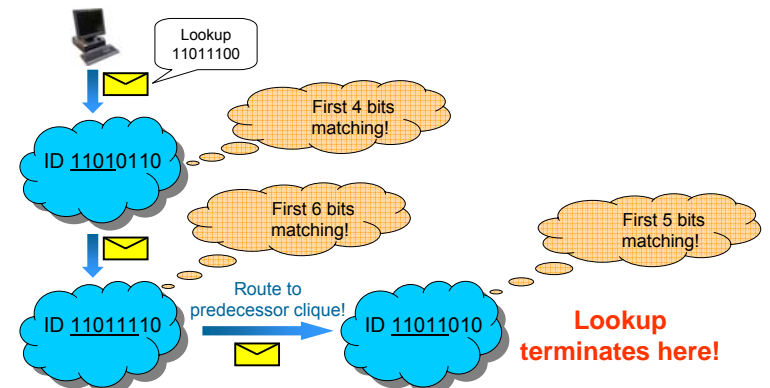 Lookup
11011100
First 4 bits
matching!
ID 11010110
First 6 bits
matching!
First 5 bits
matching!
Route to
predecessor clique!
ID 11011110
ID 11011010
Lookup
terminates here!